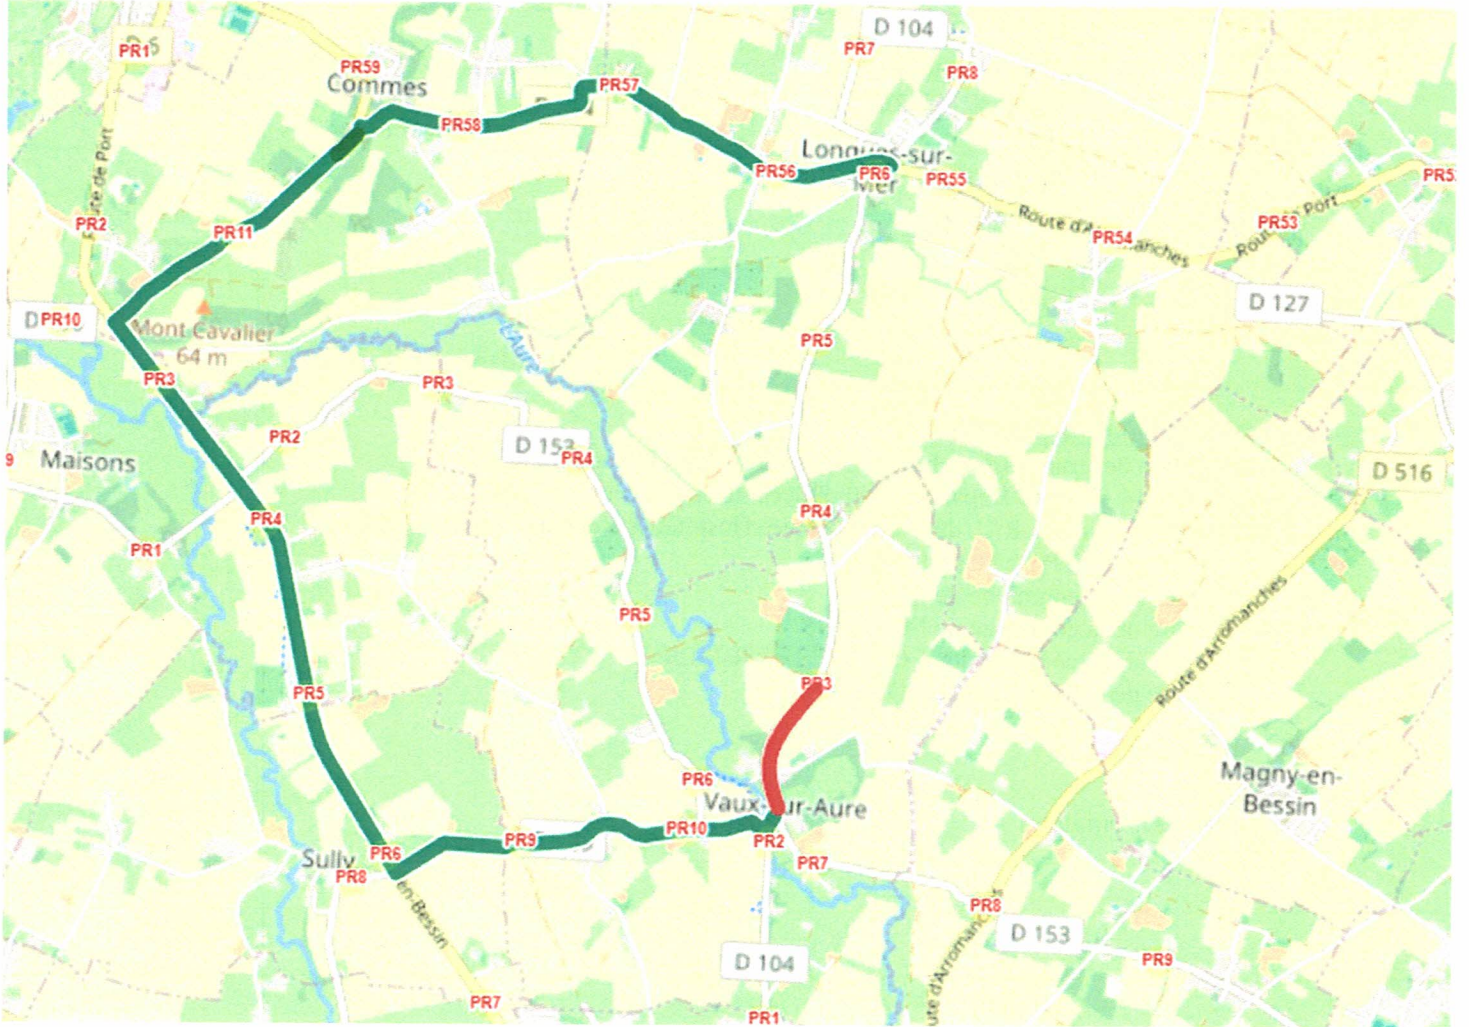 D 104
PR1
PR7
PR59
PR8
Commes
PR57
PR58
Longues-sur-
Mer
PR56
PR6
PR55
PR2
Route de Port
PR11
Route d'Arromanches
PR54
PR53
D 127
PR10
Mont Cavalier
64 m
L'Aure
PR5
PR3
PR3
PR2
D 153
PR4
Maisons
9
D 516
PR4
PR4
PR1
PR5
Route d'Arromanches
PR3
PR5
PR6
Vaux-sur-Aure
Magny-en-
Bessin
PR10
PR9
PR2
PR6
Sully
PR8
PR7
en-Bessin
PR8
D 153
D 104
PR9
PR7
PR1